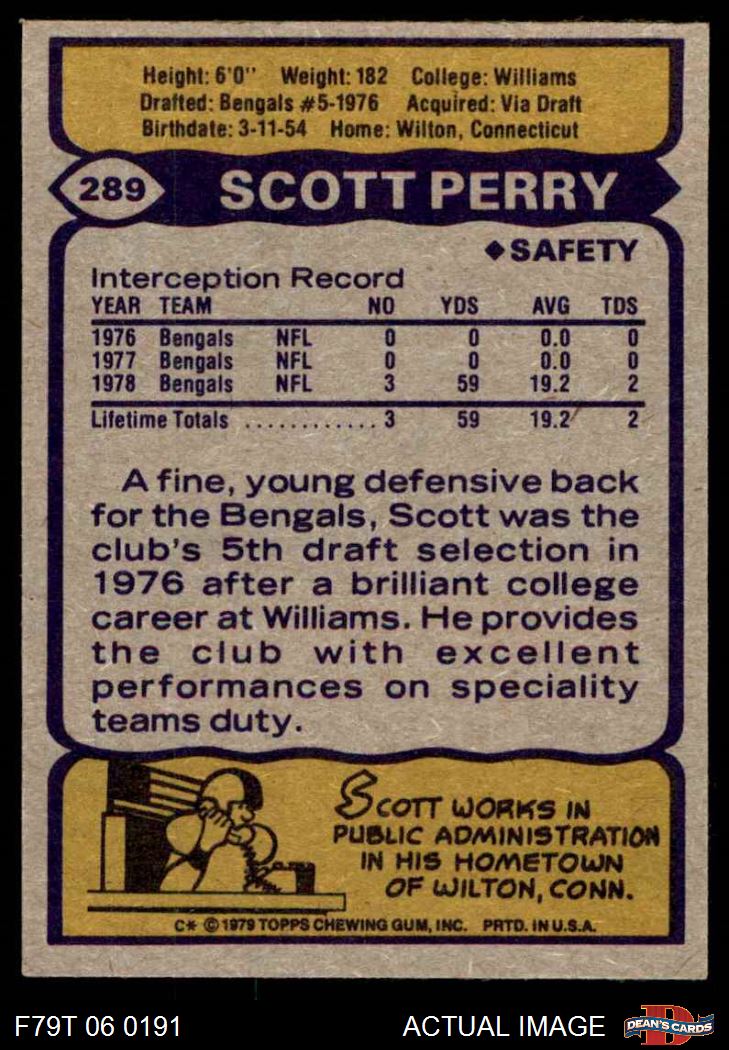 Height: 6'0" Weight: 182 College: Williams
Drafted: Bengals #5-1976 Acquired: Via Draft
Birthdate: 3-11-54 Home: Wilton, Connecticut
289 SCOTT PERRY
◆SAFETY
Interception Record
YEAR TEAM NO YDS AVG TDS
1976 Bengals NFL 0 0 0.0 0
1977 Bengals NFL 0 0 0.0 0
1978 Bengals NFL 3 59 19.2 2
Lifetime Totals ............ 3 59 19.2 2
A fine, young defensive back
for the Bengals, Scott was the
club's 5th draft selection in
1976 after a brilliant college
career at Williams. He provides
the club with excellent
performances on speciality
teams duty.
SCOTT WORKS IN
PUBLIC ADMINISTRATION
IN HIS HOMETOWN
OF WILTON, CONN.
C* © 1979 TOPPS CHEWING GUM, INC. PRTD. IN U.S.A.
F79T 06 0191 ACTUAL IMAGE D DEAN'S CARDS